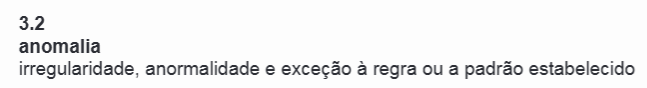 3.2
anomalia
irregularidade, anormalidade e exceção à regra ou a padrão estabelecido